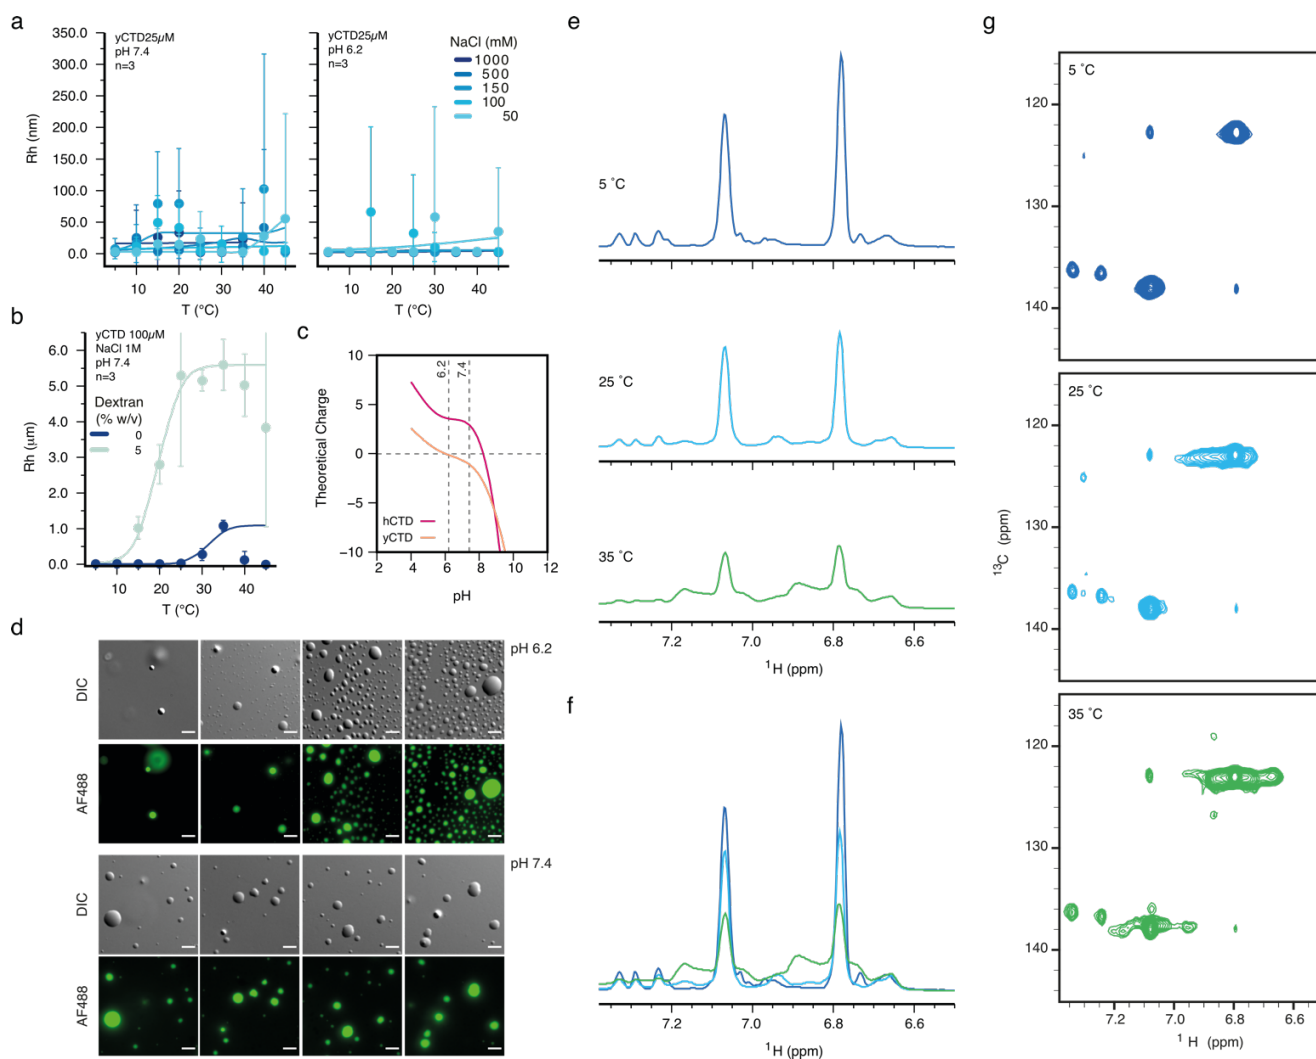 a
yCTD25µM
pH 7.4
n=3
yCTD25µM
pH 6.2
n=3
NaCl (mM)
1000
500
150
100
50
350.0
300.0
250.0
200.0
150.0
100.0
50.0
0.0
Rh (nm)
10 20 30 40
10 20 30 40
T (°C)
T (°C)
b
yCTD 100µM
NaCl 1M
pH 7.4
n=3
Dextran
(% w/v)
0
5
6.0
5.0
4.0
3.0
2.0
1.0
0.0
Rh (µm)
10 20 30 40
T (°C)
c
6.2
7.4
10
5
0
−5
−10
Theoretical Charge
hCTD
yCTD
2 4 6 8 10 12
pH
d
pH 6.2
DIC
AF488
pH 7.4
DIC
AF488
e
5 °C
25 °C
35 °C
7.2 7.0 6.8 6.6
¹H (ppm)
f
7.2 7.0 6.8 6.6
¹H (ppm)
g
5 °C
120
130
140
25 °C
120
130
140
¹³C (ppm)
35 °C
120
130
140
7.2 7.0 6.8 6.6
¹H (ppm)